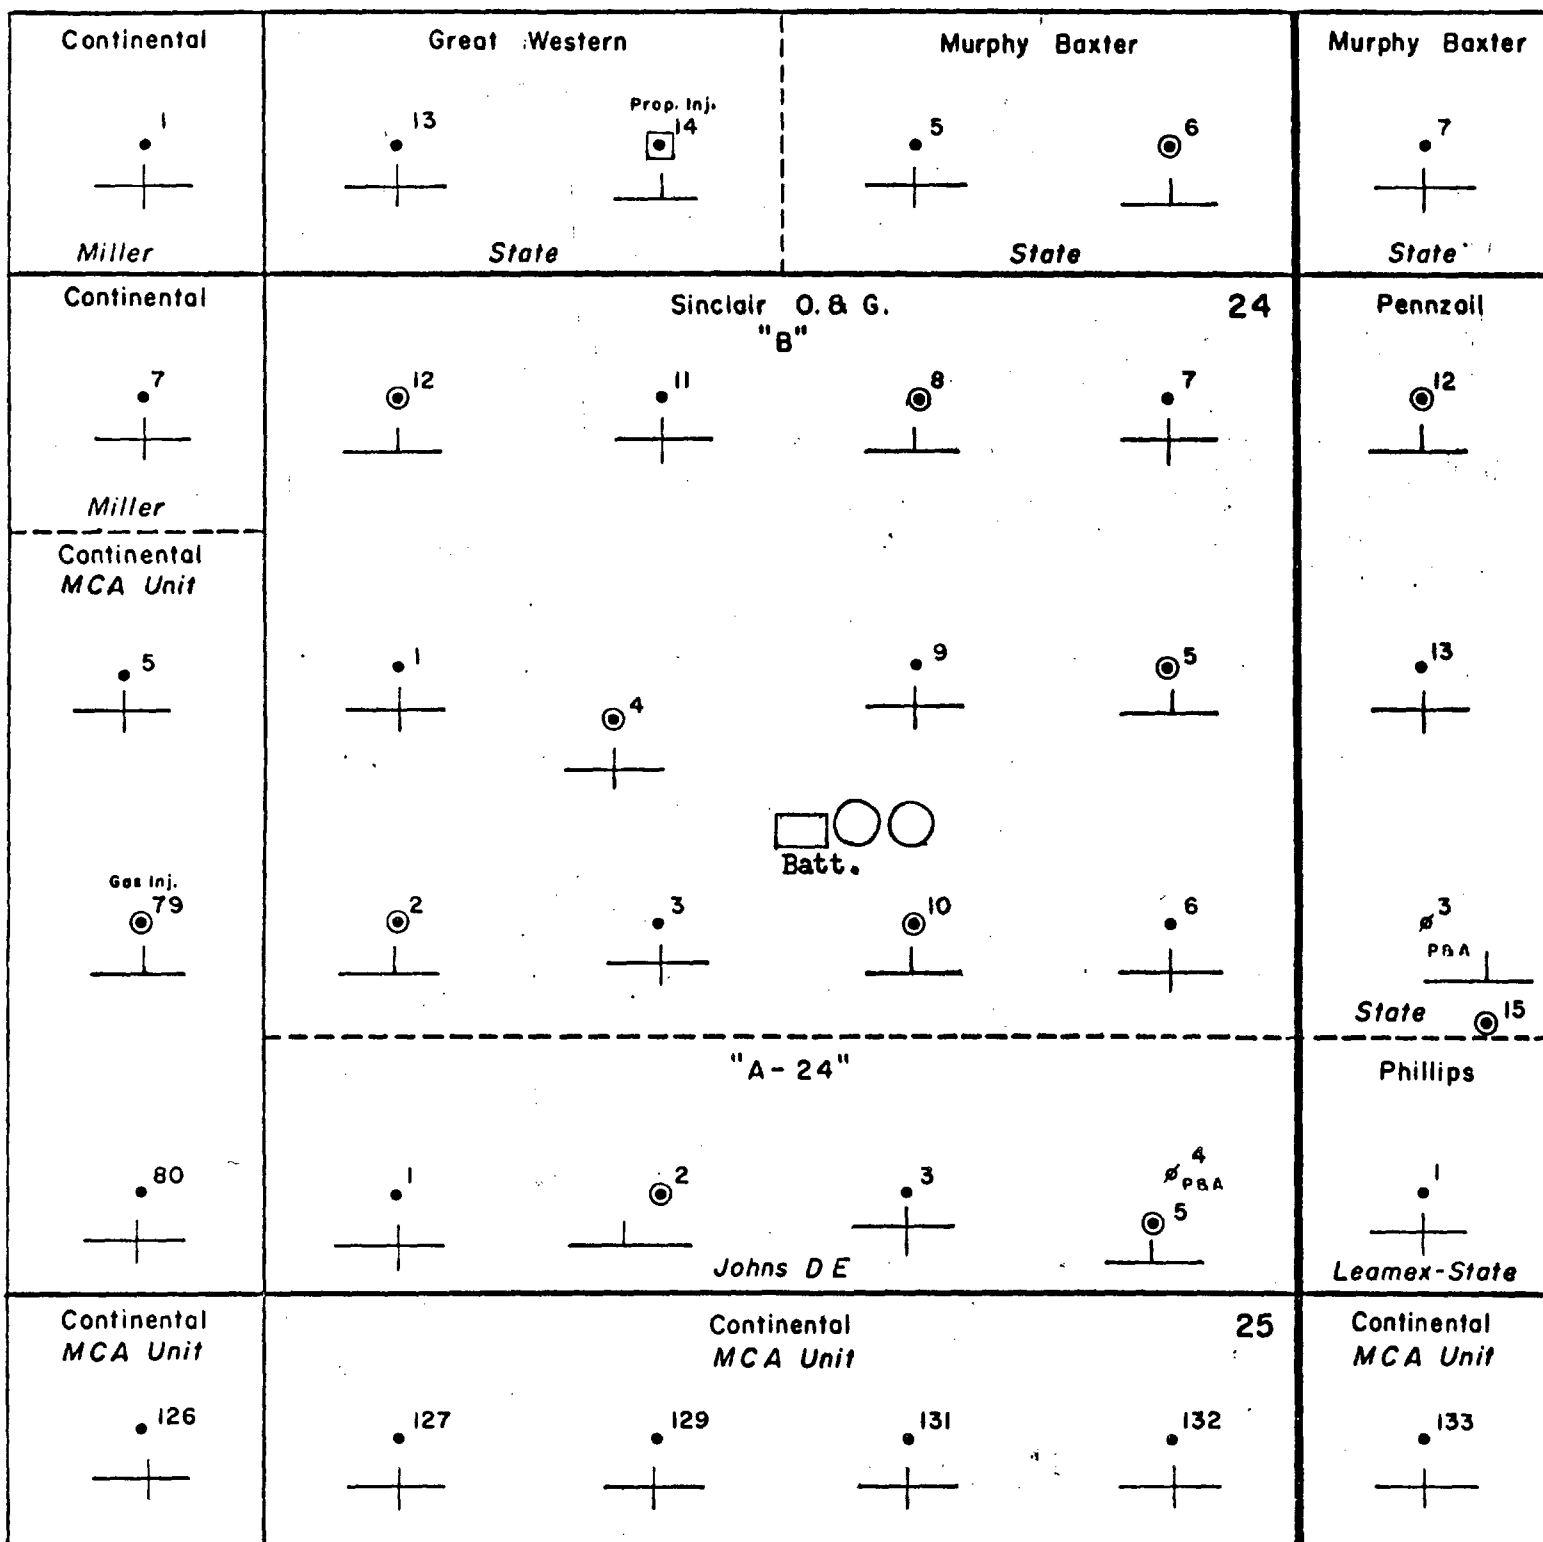 Continental
Great Western
Murphy Baxter
Murphy Baxter
1
13
Prop. Inj.
14
5
6
7
Miller
State
State
State
Continental
Sinclair O. & G.
"B"
24
Pennzoil
7
12
11
8
7
12
Miller
Continental
MCA Unit
5
1
4
9
5
13
Batt.
Gas Inj.
79
2
3
10
6
3
P&A
State
15
"A-24"
Phillips
80
1
2
3
4
P&A
5
1
Johns D E
Leamex-State
Continental
MCA Unit
Continental
MCA Unit
25
Continental
MCA Unit
126
127
129
131
132
133